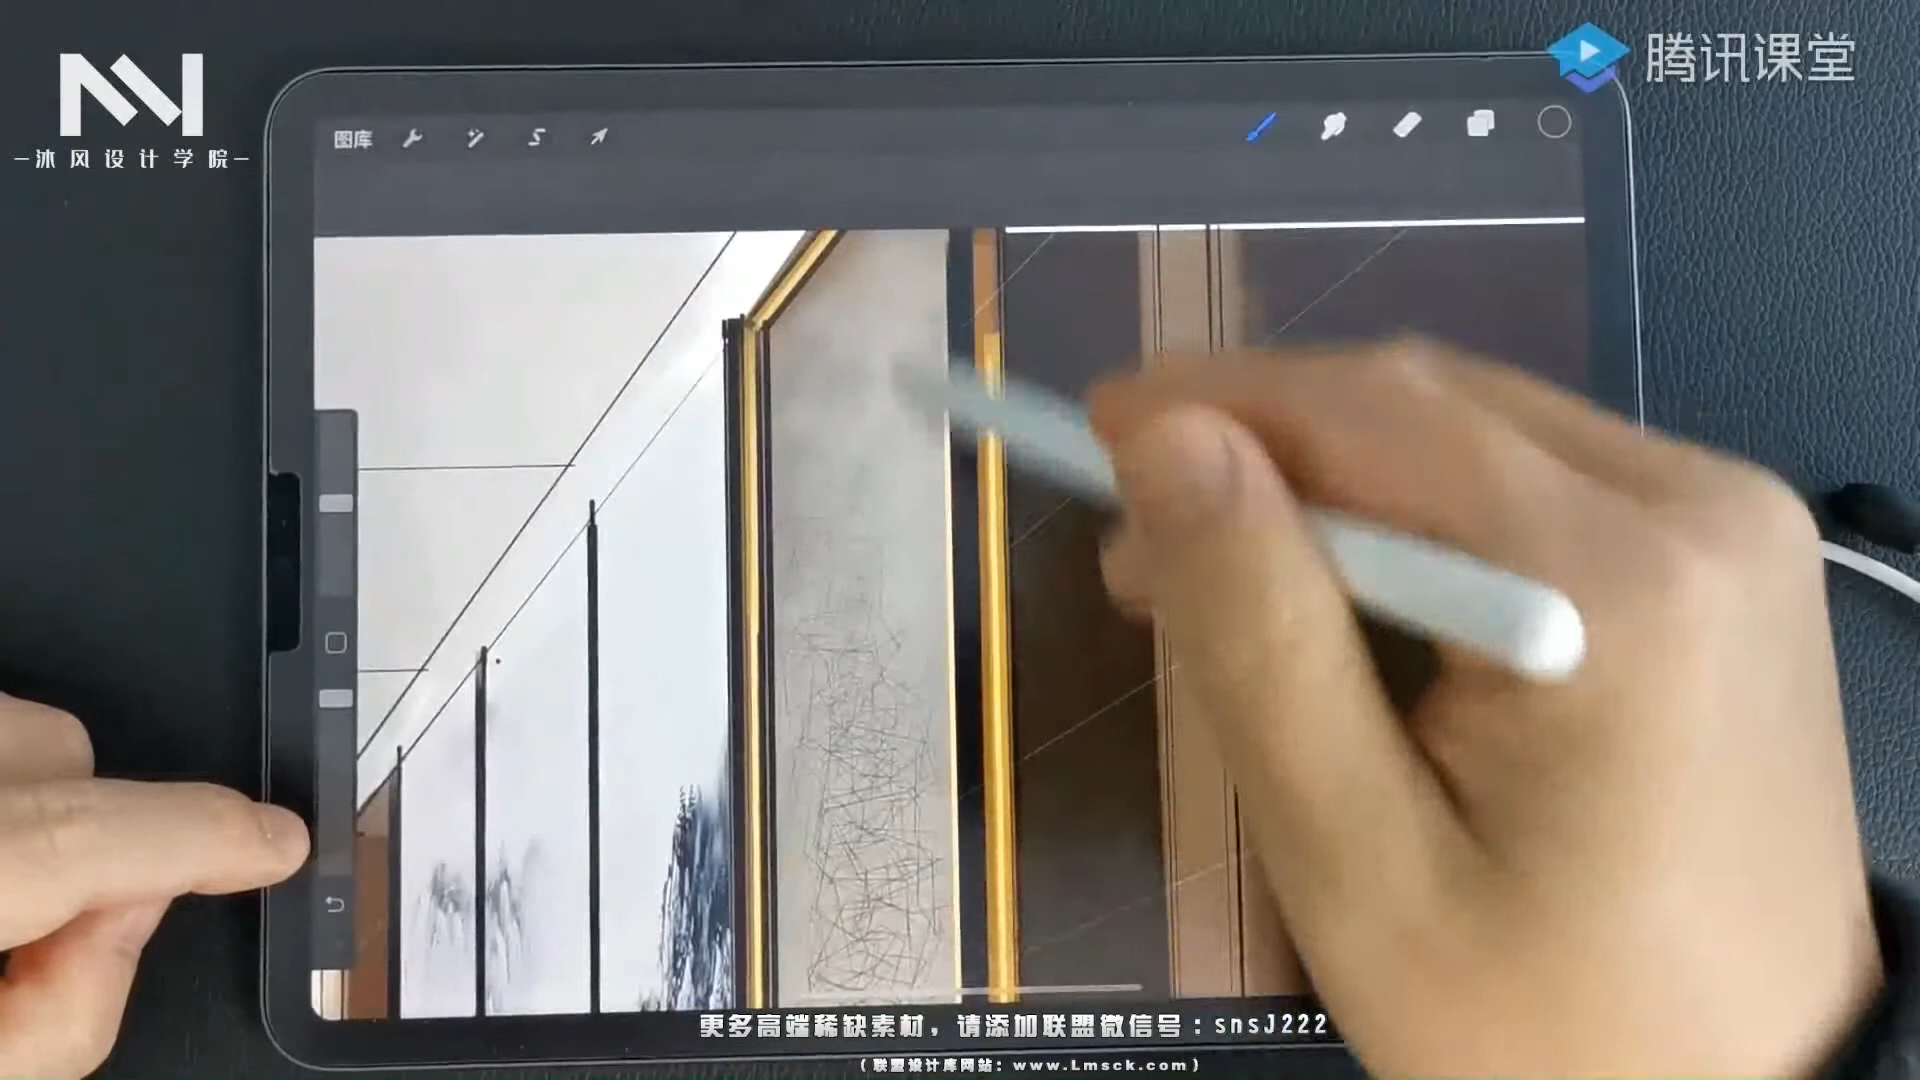 沐风设计学院
腾讯课堂
图库
更多高端稀缺素材，请添加联盟微信号：snsJ222
（联盟设计库网站：www.Lmsck.com）